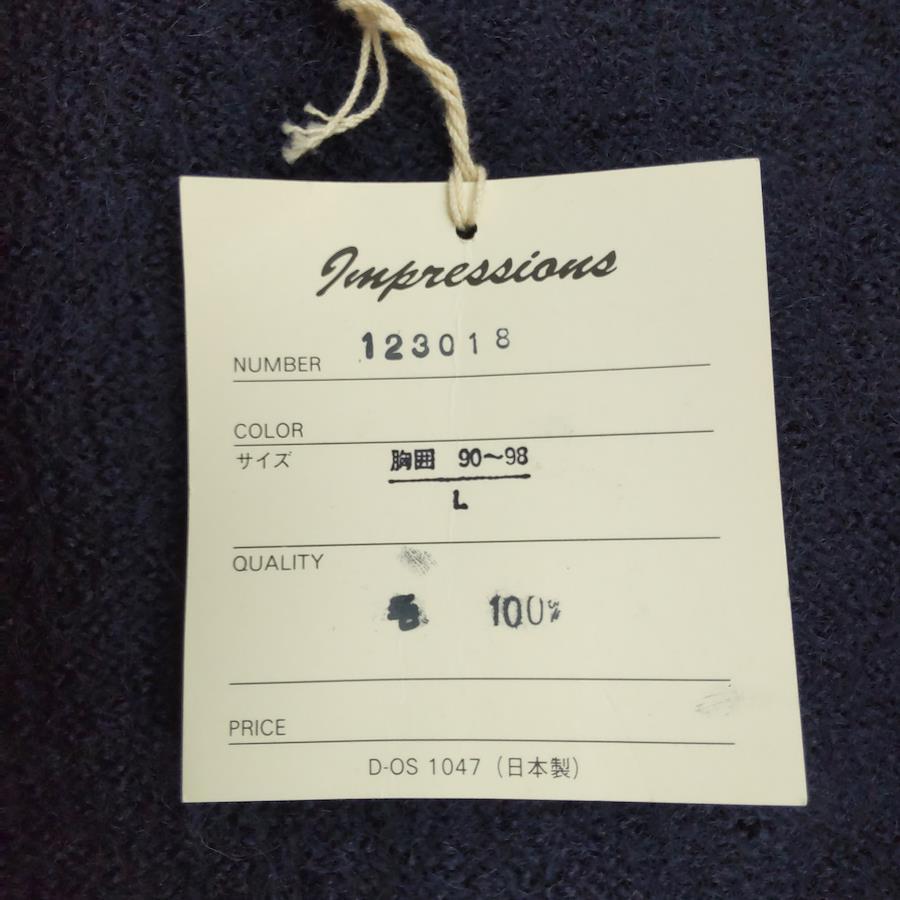 Impressions
NUMBER 123018
COLOR
サイズ 胸囲 90～98
L
QUALITY
毛 100%
PRICE
D-OS 1047 (日本製)